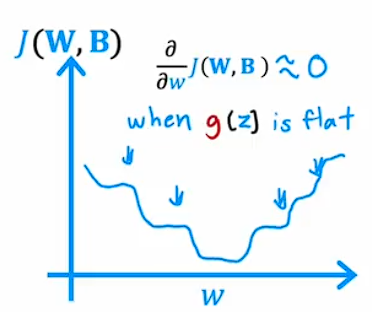 J(W, B)
∂/∂w J(W, B) ≈ 0
when g(z) is flat
w